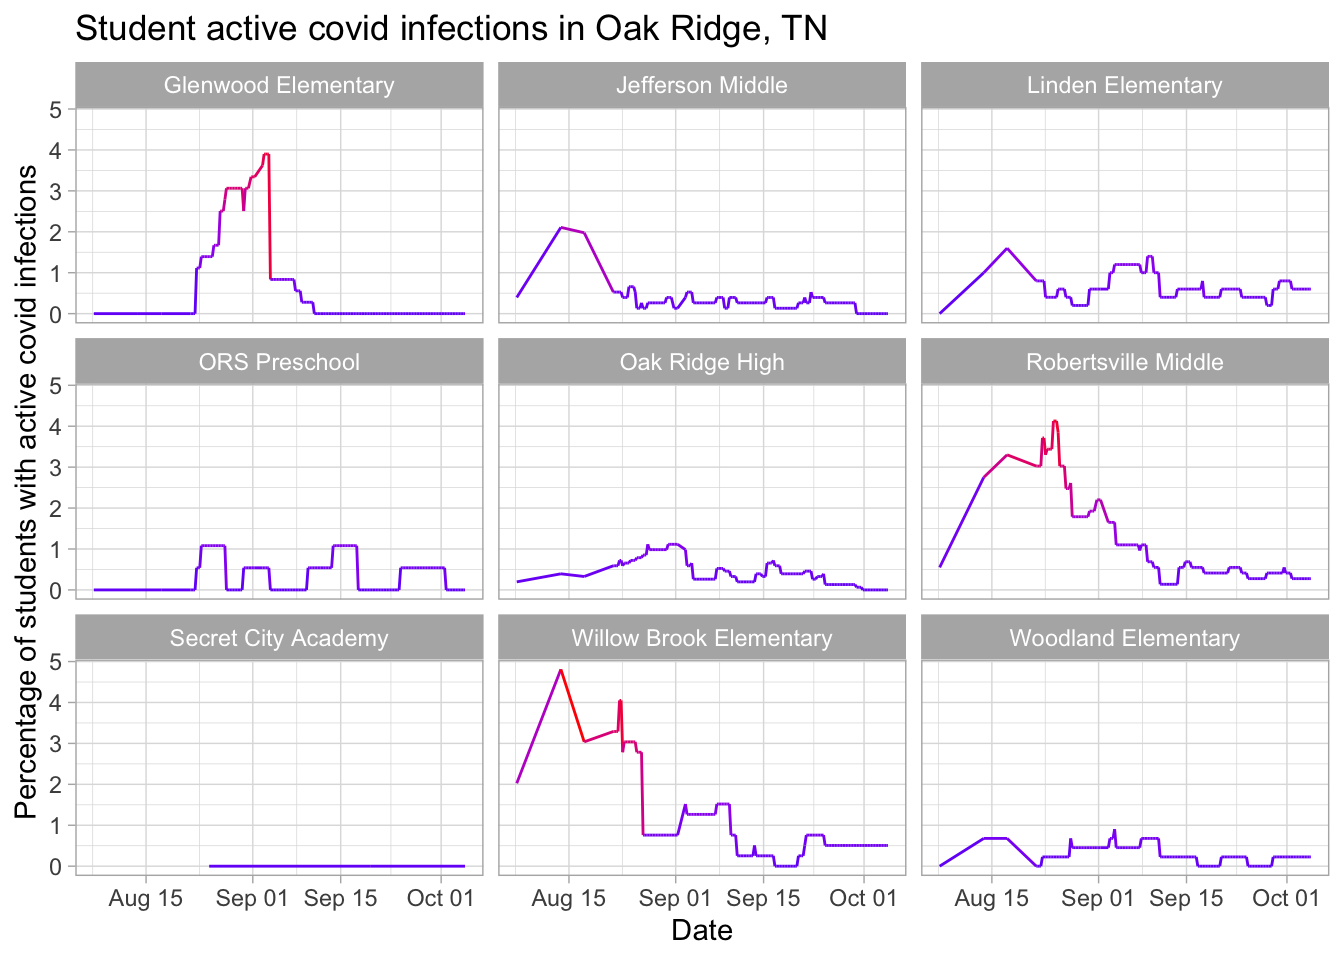 Student active covid infections in Oak Ridge, TN
Percentage of students with active covid infections
Glenwood Elementary
Jefferson Middle
Linden Elementary
5
4
3
2
1
0
ORS Preschool
Oak Ridge High
Robertsville Middle
5
4
3
2
1
0
Secret City Academy
Willow Brook Elementary
Woodland Elementary
5
4
3
2
1
0
Aug 15 Sep 01 Sep 15 Oct 01
Aug 15 Sep 01 Sep 15 Oct 01
Aug 15 Sep 01 Sep 15 Oct 01
Date